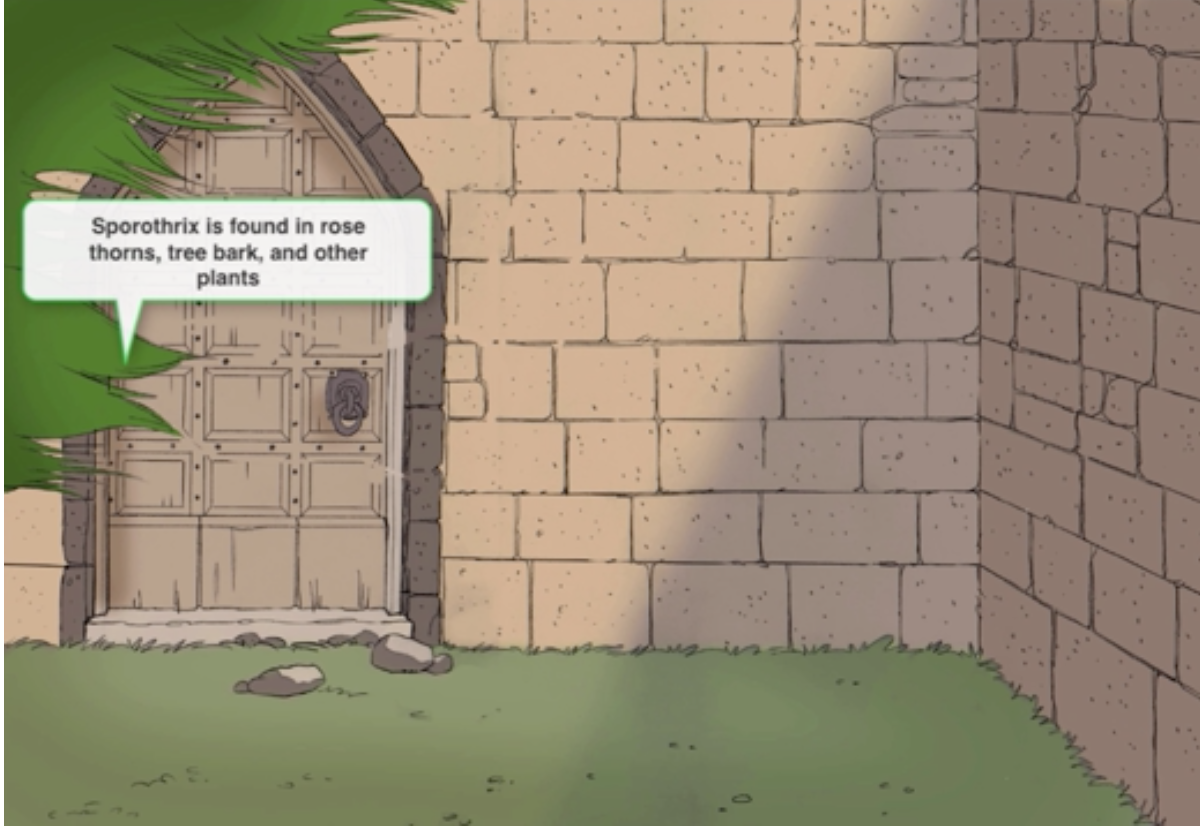 Sporothrix is found in rose
thorns, tree bark, and other
plants